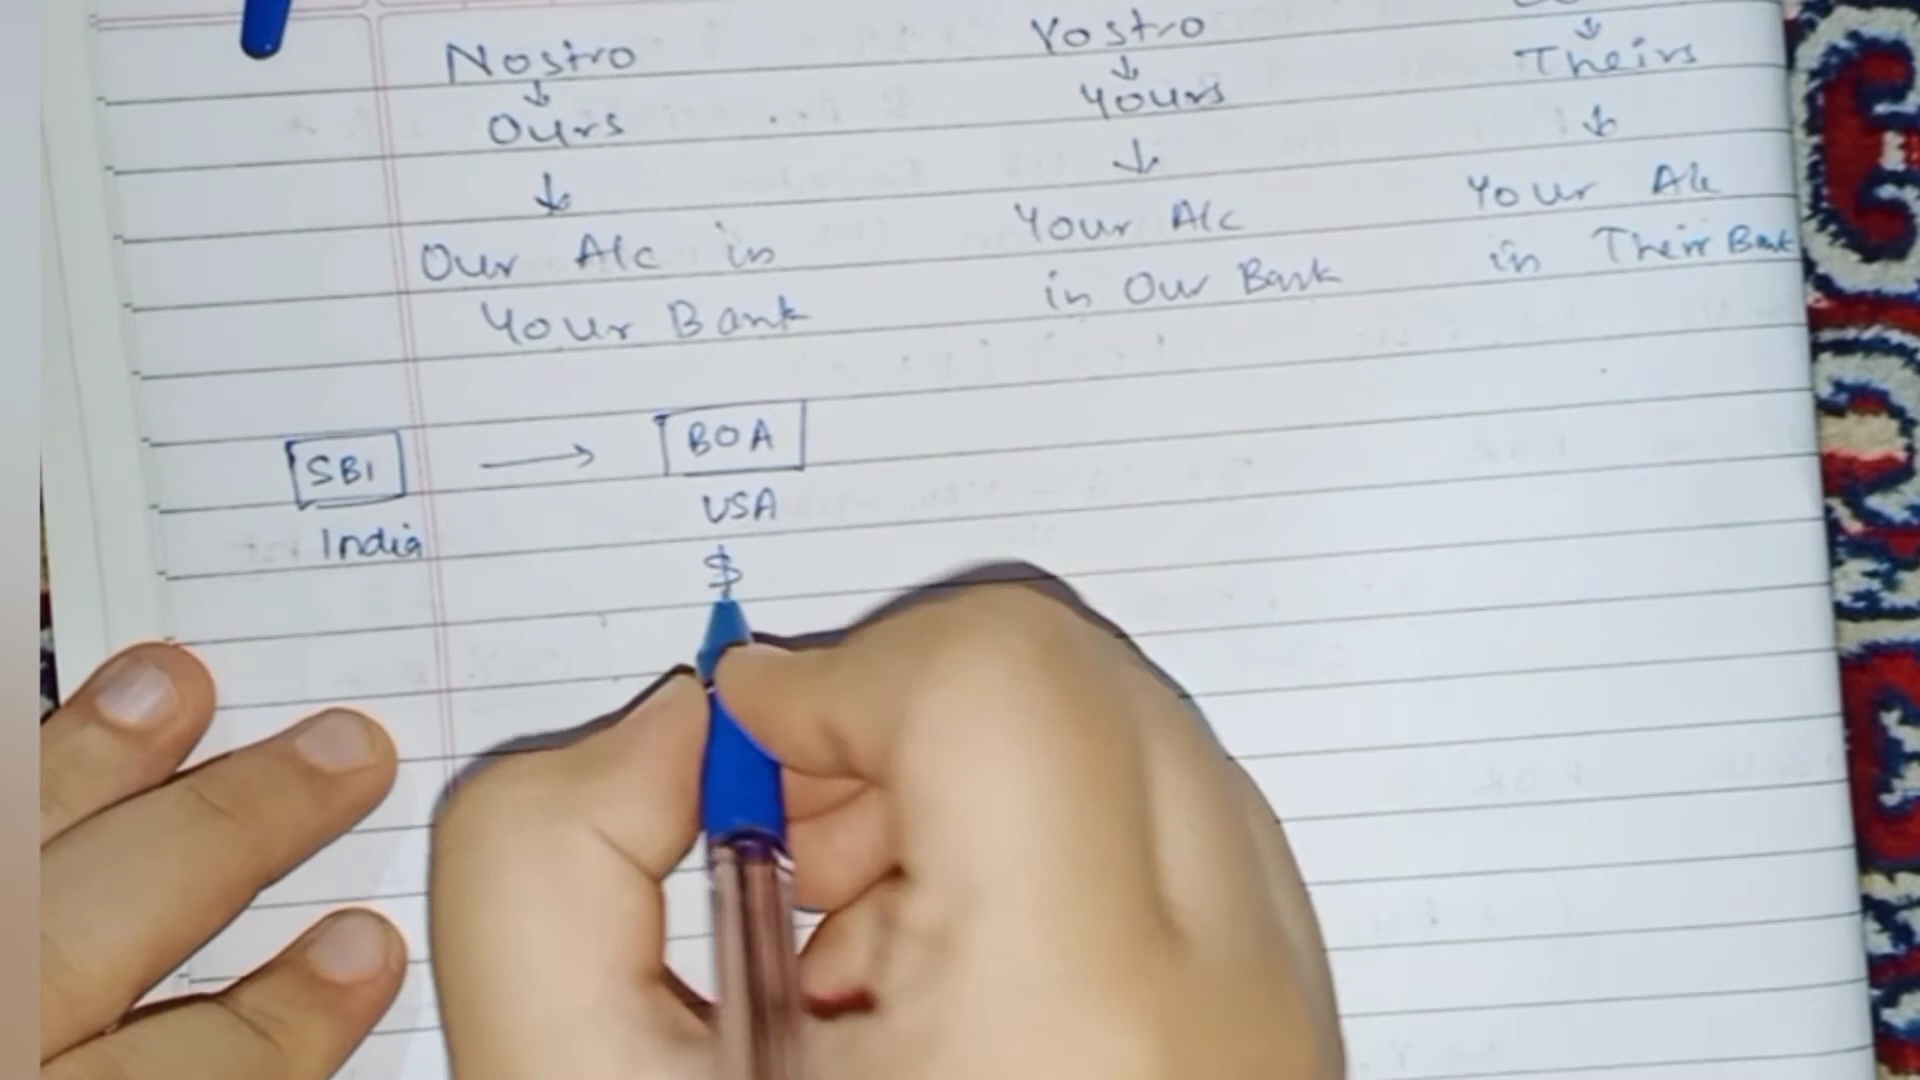 Nostro Vostro
↓ ↓ ↓
Ours Yours Theirs
↓ ↓ ↓
Our A/c in Your A/c Your A/c
Your Bank in Our Bank in Their Bank
SBI → BOA
India USA
$